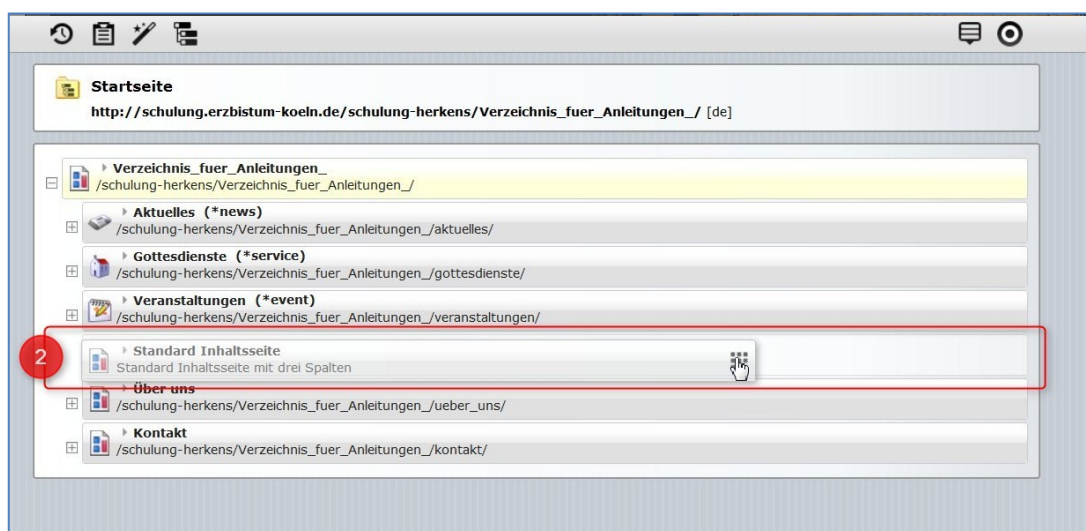 Startseite
http://schulung.erzbistum-koeln.de/schulung-herkens/Verzeichnis_fuer_Anleitungen_/ [de]
Verzeichnis_fuer_Anleitungen_
/schulung-herkens/Verzeichnis_fuer_Anleitungen_/
Aktuelles (*news)
/schulung-herkens/Verzeichnis_fuer_Anleitungen_/aktuelles/
Gottesdienste (*service)
/schulung-herkens/Verzeichnis_fuer_Anleitungen_/gottesdienste/
Veranstaltungen (*event)
/schulung-herkens/Verzeichnis_fuer_Anleitungen_/veranstaltungen/
2
Standard Inhaltsseite
Standard Inhaltsseite mit drei Spalten
Über uns
/schulung-herkens/Verzeichnis_fuer_Anleitungen_/ueber_uns/
Kontakt
/schulung-herkens/Verzeichnis_fuer_Anleitungen_/kontakt/